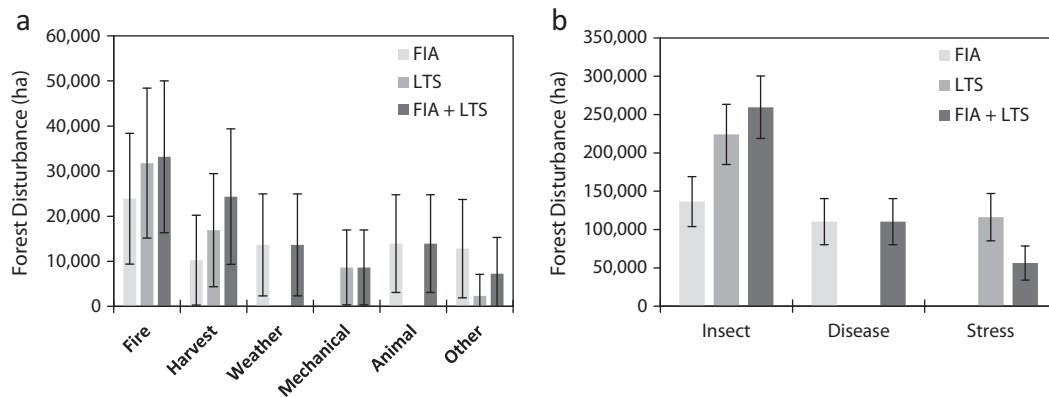 a
60,000
50,000
40,000
30,000
20,000
10,000
0
Forest Disturbance (ha)
FIA
LTS
FIA + LTS
Fire
Harvest
Weather
Mechanical
Animal
Other
b
350,000
300,000
250,000
200,000
150,000
100,000
50,000
0
Forest Disturbance (ha)
FIA
LTS
FIA + LTS
Insect
Disease
Stress